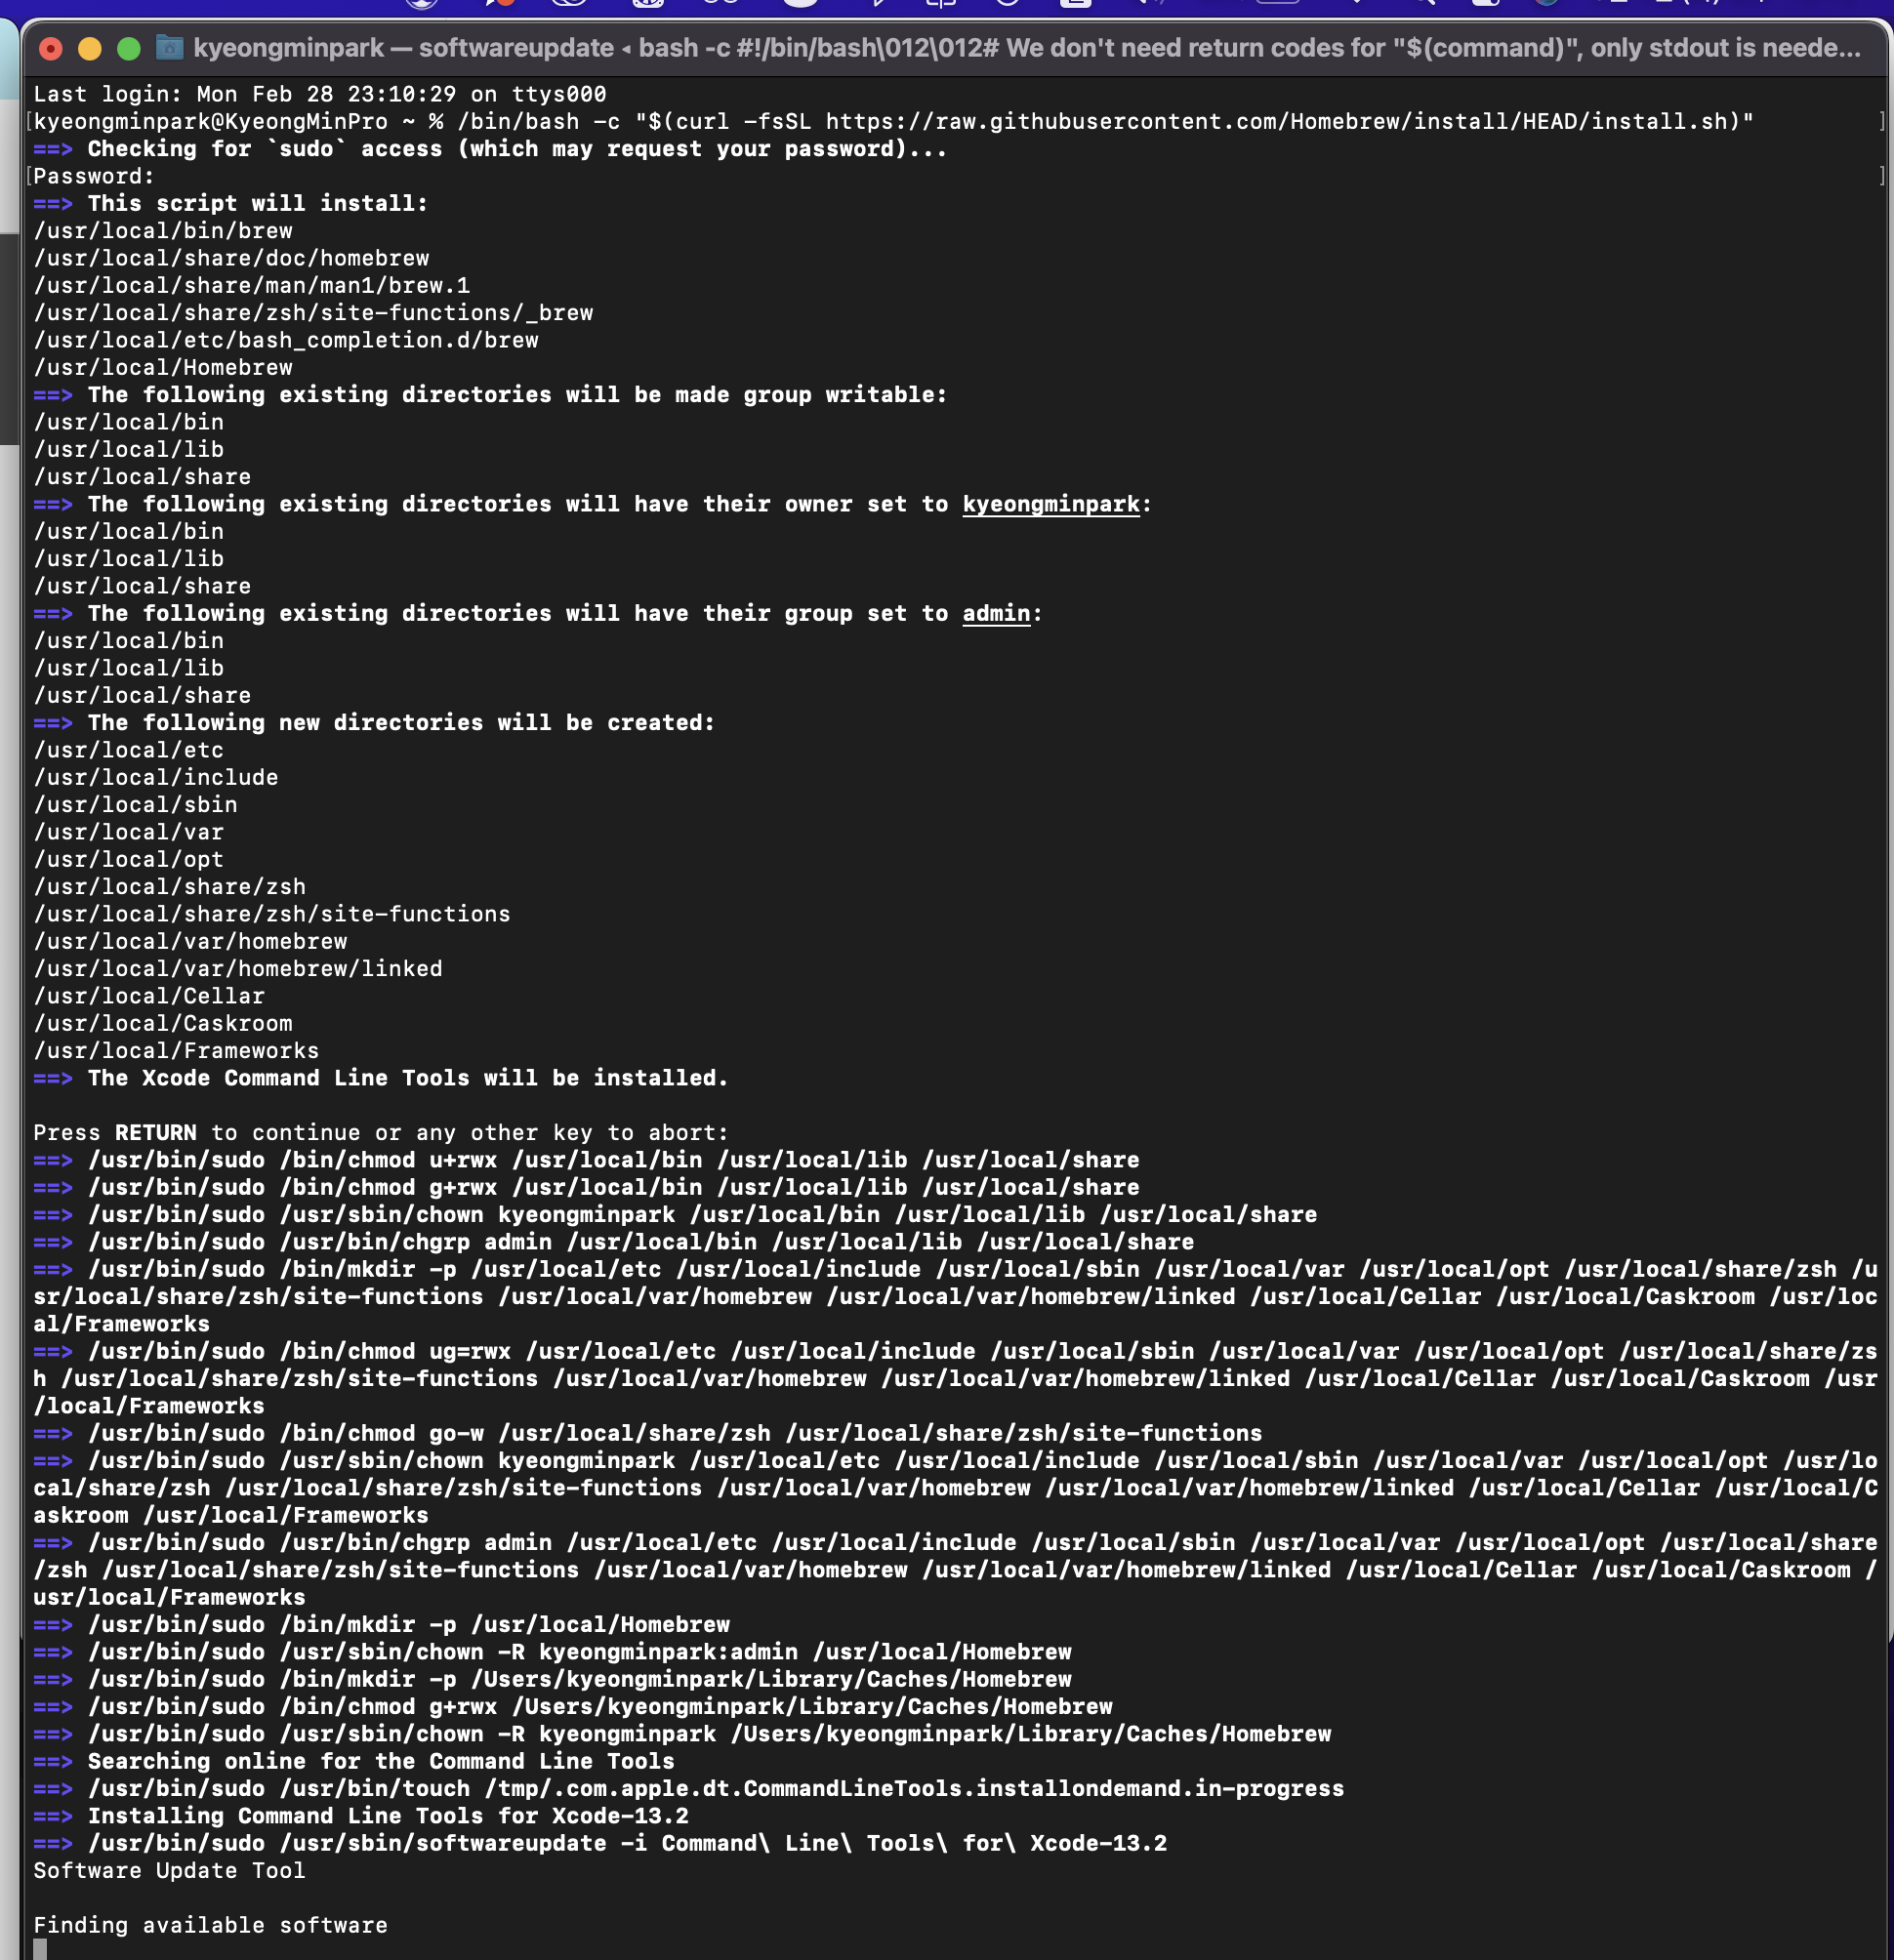 kyeongminpark — softwareupdate ◂ bash -c #!/bin/bash\012\012# We don't need return codes for "$(command)", only stdout is neede...
Last login: Mon Feb 28 23:10:29 on ttys000
[kyeongminpark@KyeongMinPro ~ % /bin/bash -c "$(curl -fsSL https://raw.githubusercontent.com/Homebrew/install/HEAD/install.sh)" ]
==> Checking for `sudo` access (which may request your password)...
[Password: ]
==> This script will install:
/usr/local/bin/brew
/usr/local/share/doc/homebrew
/usr/local/share/man/man1/brew.1
/usr/local/share/zsh/site-functions/_brew
/usr/local/etc/bash_completion.d/brew
/usr/local/Homebrew
==> The following existing directories will be made group writable:
/usr/local/bin
/usr/local/lib
/usr/local/share
==> The following existing directories will have their owner set to kyeongminpark:
/usr/local/bin
/usr/local/lib
/usr/local/share
==> The following existing directories will have their group set to admin:
/usr/local/bin
/usr/local/lib
/usr/local/share
==> The following new directories will be created:
/usr/local/etc
/usr/local/include
/usr/local/sbin
/usr/local/var
/usr/local/opt
/usr/local/share/zsh
/usr/local/share/zsh/site-functions
/usr/local/var/homebrew
/usr/local/var/homebrew/linked
/usr/local/Cellar
/usr/local/Caskroom
/usr/local/Frameworks
==> The Xcode Command Line Tools will be installed.
Press RETURN to continue or any other key to abort:
==> /usr/bin/sudo /bin/chmod u+rwx /usr/local/bin /usr/local/lib /usr/local/share
==> /usr/bin/sudo /bin/chmod g+rwx /usr/local/bin /usr/local/lib /usr/local/share
==> /usr/bin/sudo /usr/sbin/chown kyeongminpark /usr/local/bin /usr/local/lib /usr/local/share
==> /usr/bin/sudo /usr/bin/chgrp admin /usr/local/bin /usr/local/lib /usr/local/share
==> /usr/bin/sudo /bin/mkdir -p /usr/local/etc /usr/local/include /usr/local/sbin /usr/local/var /usr/local/opt /usr/local/share/zsh /u
sr/local/share/zsh/site-functions /usr/local/var/homebrew /usr/local/var/homebrew/linked /usr/local/Cellar /usr/local/Caskroom /usr/loc
al/Frameworks
==> /usr/bin/sudo /bin/chmod ug=rwx /usr/local/etc /usr/local/include /usr/local/sbin /usr/local/var /usr/local/opt /usr/local/share/zs
h /usr/local/share/zsh/site-functions /usr/local/var/homebrew /usr/local/var/homebrew/linked /usr/local/Cellar /usr/local/Caskroom /usr
/local/Frameworks
==> /usr/bin/sudo /bin/chmod go-w /usr/local/share/zsh /usr/local/share/zsh/site-functions
==> /usr/bin/sudo /usr/sbin/chown kyeongminpark /usr/local/etc /usr/local/include /usr/local/sbin /usr/local/var /usr/local/opt /usr/lo
cal/share/zsh /usr/local/share/zsh/site-functions /usr/local/var/homebrew /usr/local/var/homebrew/linked /usr/local/Cellar /usr/local/C
askroom /usr/local/Frameworks
==> /usr/bin/sudo /usr/bin/chgrp admin /usr/local/etc /usr/local/include /usr/local/sbin /usr/local/var /usr/local/opt /usr/local/share
/zsh /usr/local/share/zsh/site-functions /usr/local/var/homebrew /usr/local/var/homebrew/linked /usr/local/Cellar /usr/local/Caskroom /
usr/local/Frameworks
==> /usr/bin/sudo /bin/mkdir -p /usr/local/Homebrew
==> /usr/bin/sudo /usr/sbin/chown -R kyeongminpark:admin /usr/local/Homebrew
==> /usr/bin/sudo /bin/mkdir -p /Users/kyeongminpark/Library/Caches/Homebrew
==> /usr/bin/sudo /bin/chmod g+rwx /Users/kyeongminpark/Library/Caches/Homebrew
==> /usr/bin/sudo /usr/sbin/chown -R kyeongminpark /Users/kyeongminpark/Library/Caches/Homebrew
==> Searching online for the Command Line Tools
==> /usr/bin/sudo /usr/bin/touch /tmp/.com.apple.dt.CommandLineTools.installondemand.in-progress
==> Installing Command Line Tools for Xcode-13.2
==> /usr/bin/sudo /usr/sbin/softwareupdate -i Command\ Line\ Tools\ for\ Xcode-13.2
Software Update Tool
Finding available software